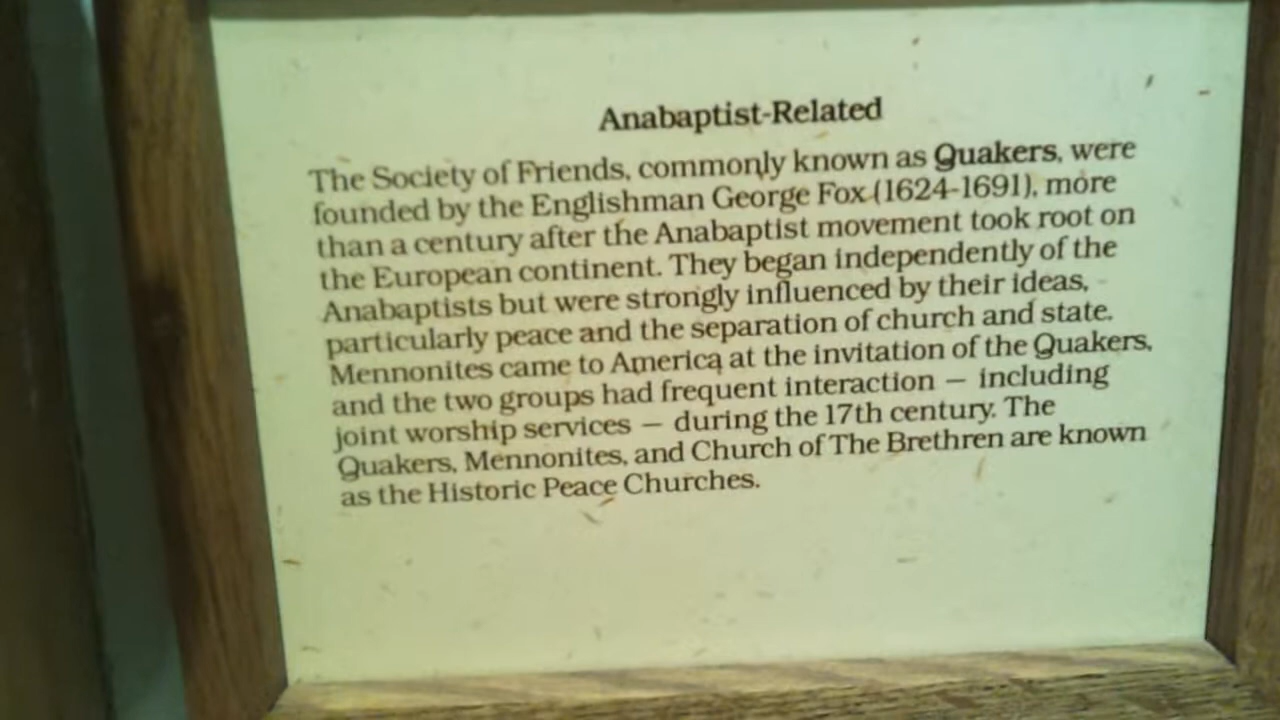 Anabaptist-Related
The Society of Friends, commonly known as Quakers, were
founded by the Englishman George Fox (1624-1691), more
than a century after the Anabaptist movement took root on
the European continent. They began independently of the
Anabaptists but were strongly influenced by their ideas,
particularly peace and the separation of church and state.
Mennonites came to America at the invitation of the Quakers,
and the two groups had frequent interaction — including
joint worship services — during the 17th century. The
Quakers, Mennonites, and Church of The Brethren are known
as the Historic Peace Churches.